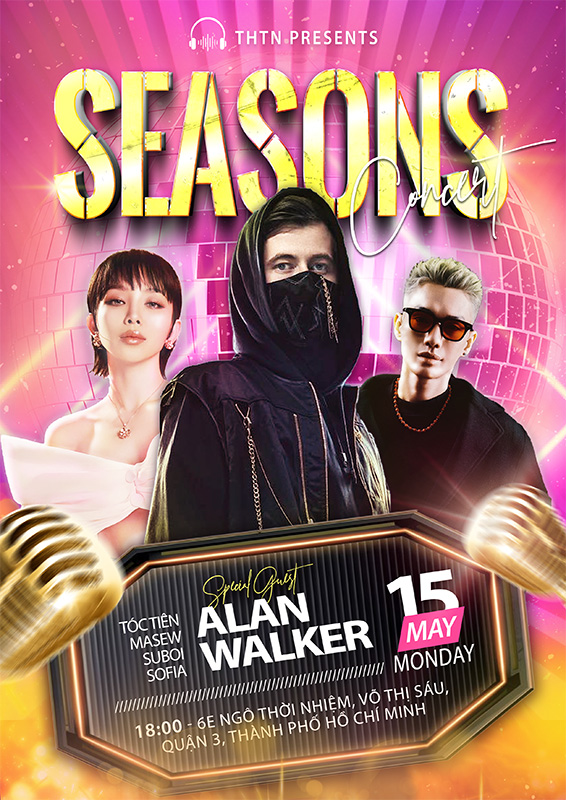 THTN PRESENTS
SEASONS
Concert
TÓC TIÊN
MASEW
SUBOI
SOFIA
Special Guest
ALAN
WALKER
15
MAY
MONDAY
18:00 - 6E NGÔ THỜI NHIỆM, VÕ THỊ SÁU,
QUẬN 3, THÀNH PHỐ HỒ CHÍ MINH